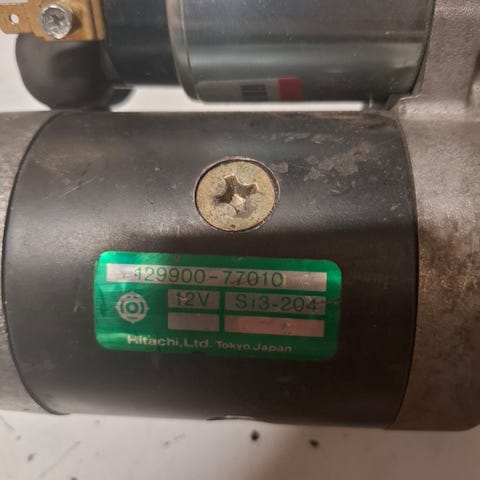 129900-77010
12V S13-204
Hitachi,Ltd. Tokyo Japan